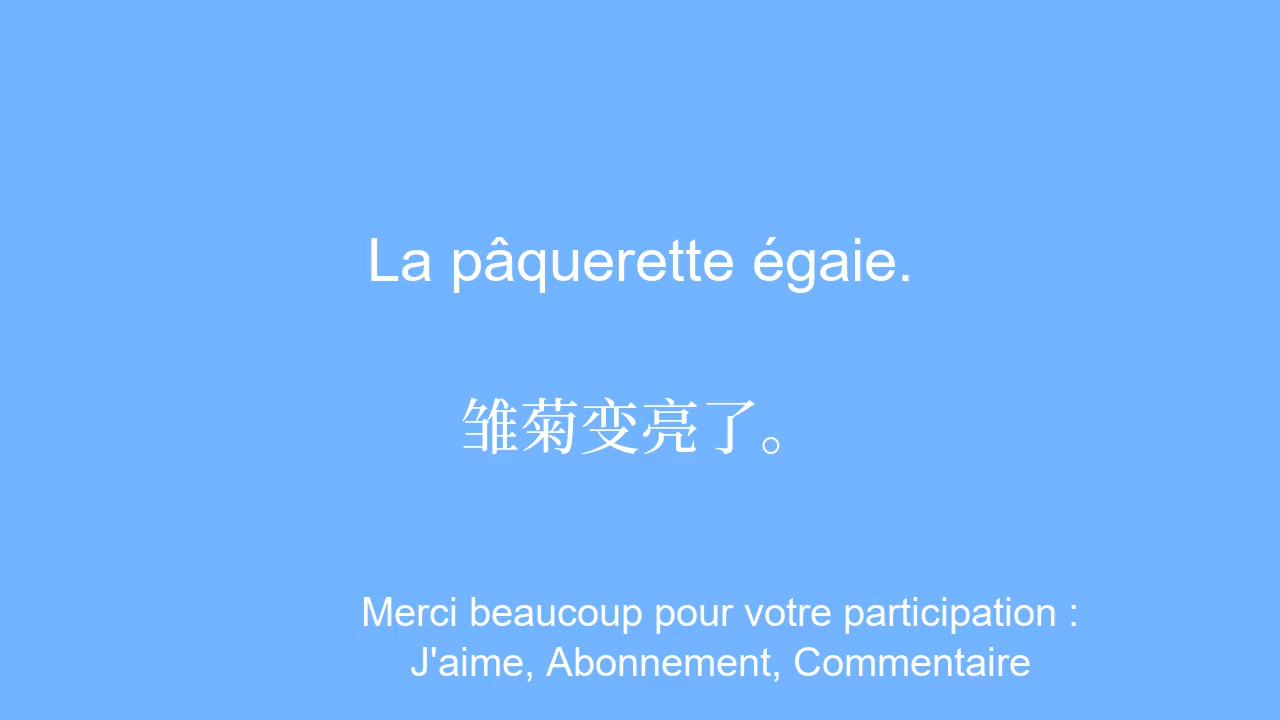 La pâquerette égaie.
雏菊变亮了。
Merci beaucoup pour votre participation :
J'aime, Abonnement, Commentaire